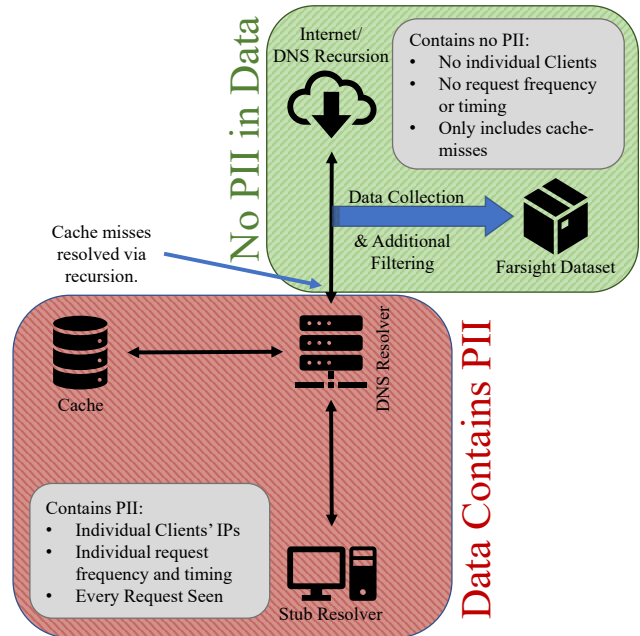 Internet/
DNS Recursion
Contains no PII:
• No individual Clients
• No request frequency
or timing
• Only includes cache-
misses
No PII in Data
Data Collection
& Additional
Filtering
Farsight Dataset
Cache misses
resolved via
recursion.
Cache
DNS Resolver
Data Contains PII
Contains PII:
• Individual Clients’ IPs
• Individual request
frequency and timing
• Every Request Seen
Stub Resolver